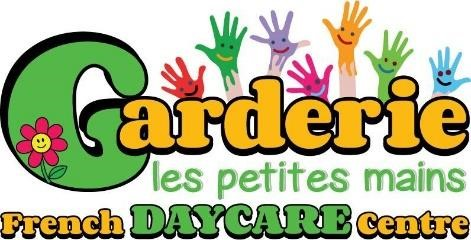 Garderie
les petites mains
French DAYCARE Centre